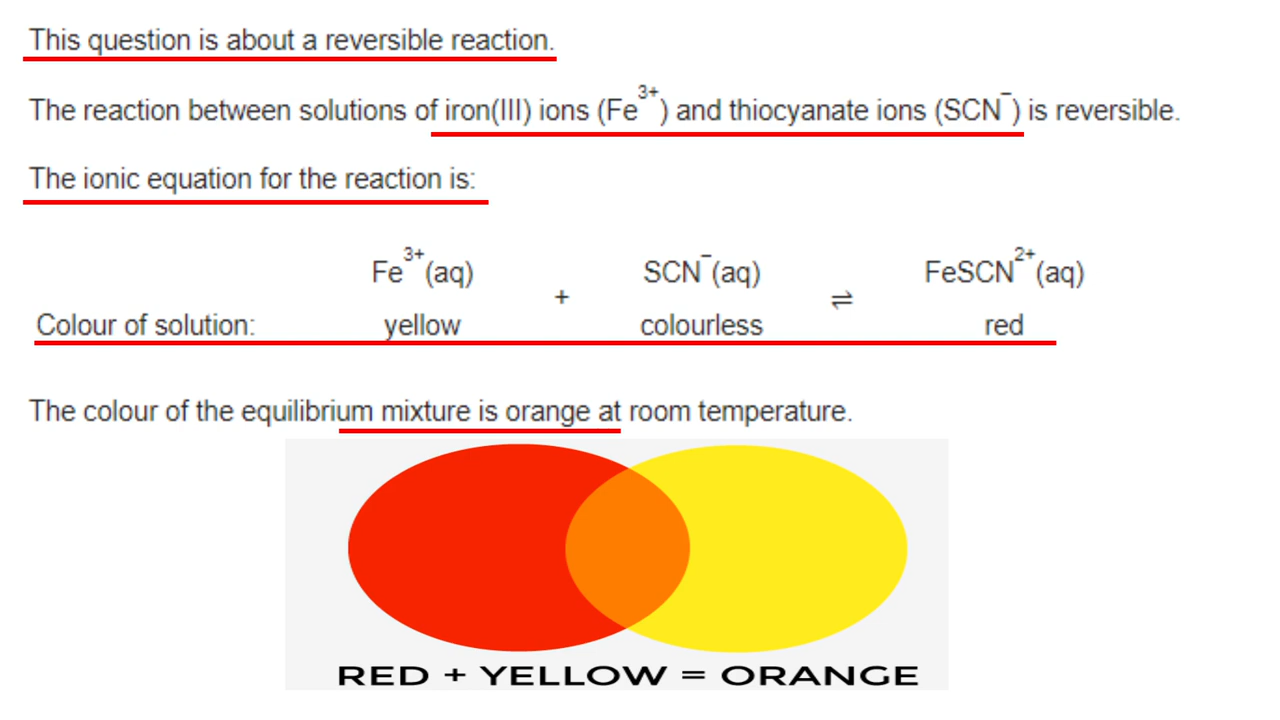 This question is about a reversible reaction.
The reaction between solutions of iron(III) ions (Fe³⁺) and thiocyanate ions (SCN⁻) is reversible.
The ionic equation for the reaction is:
Fe³⁺(aq) + SCN⁻(aq) ⇌ FeSCN²⁺(aq)
Colour of solution: yellow colourless red
The colour of the equilibrium mixture is orange at room temperature.
RED + YELLOW = ORANGE